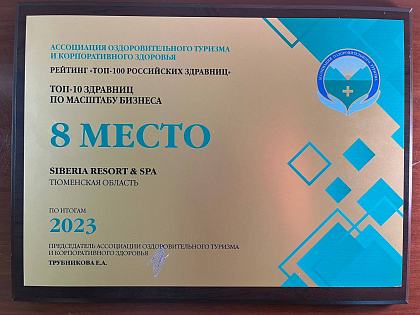 АССОЦИАЦИЯ ОЗДОРОВИТЕЛЬНОГО ТУРИЗМА
И КОРПОРАТИВНОГО ЗДОРОВЬЯ
РЕЙТИНГ «ТОП-100 РОССИЙСКИХ ЗДРАВНИЦ»
ТОП-10 ЗДРАВНИЦ
ПО МАСШТАБУ БИЗНЕСА
8 МЕСТО
SIBERIA RESORT & SPA
ТЮМЕНСКАЯ ОБЛАСТЬ
ПО ИТОГАМ
2023
ПРЕДСЕДАТЕЛЬ АССОЦИАЦИИ ОЗДОРОВИТЕЛЬНОГО ТУРИЗМА
И КОРПОРАТИВНОГО ЗДОРОВЬЯ
ТРУБНИКОВА Е.А.